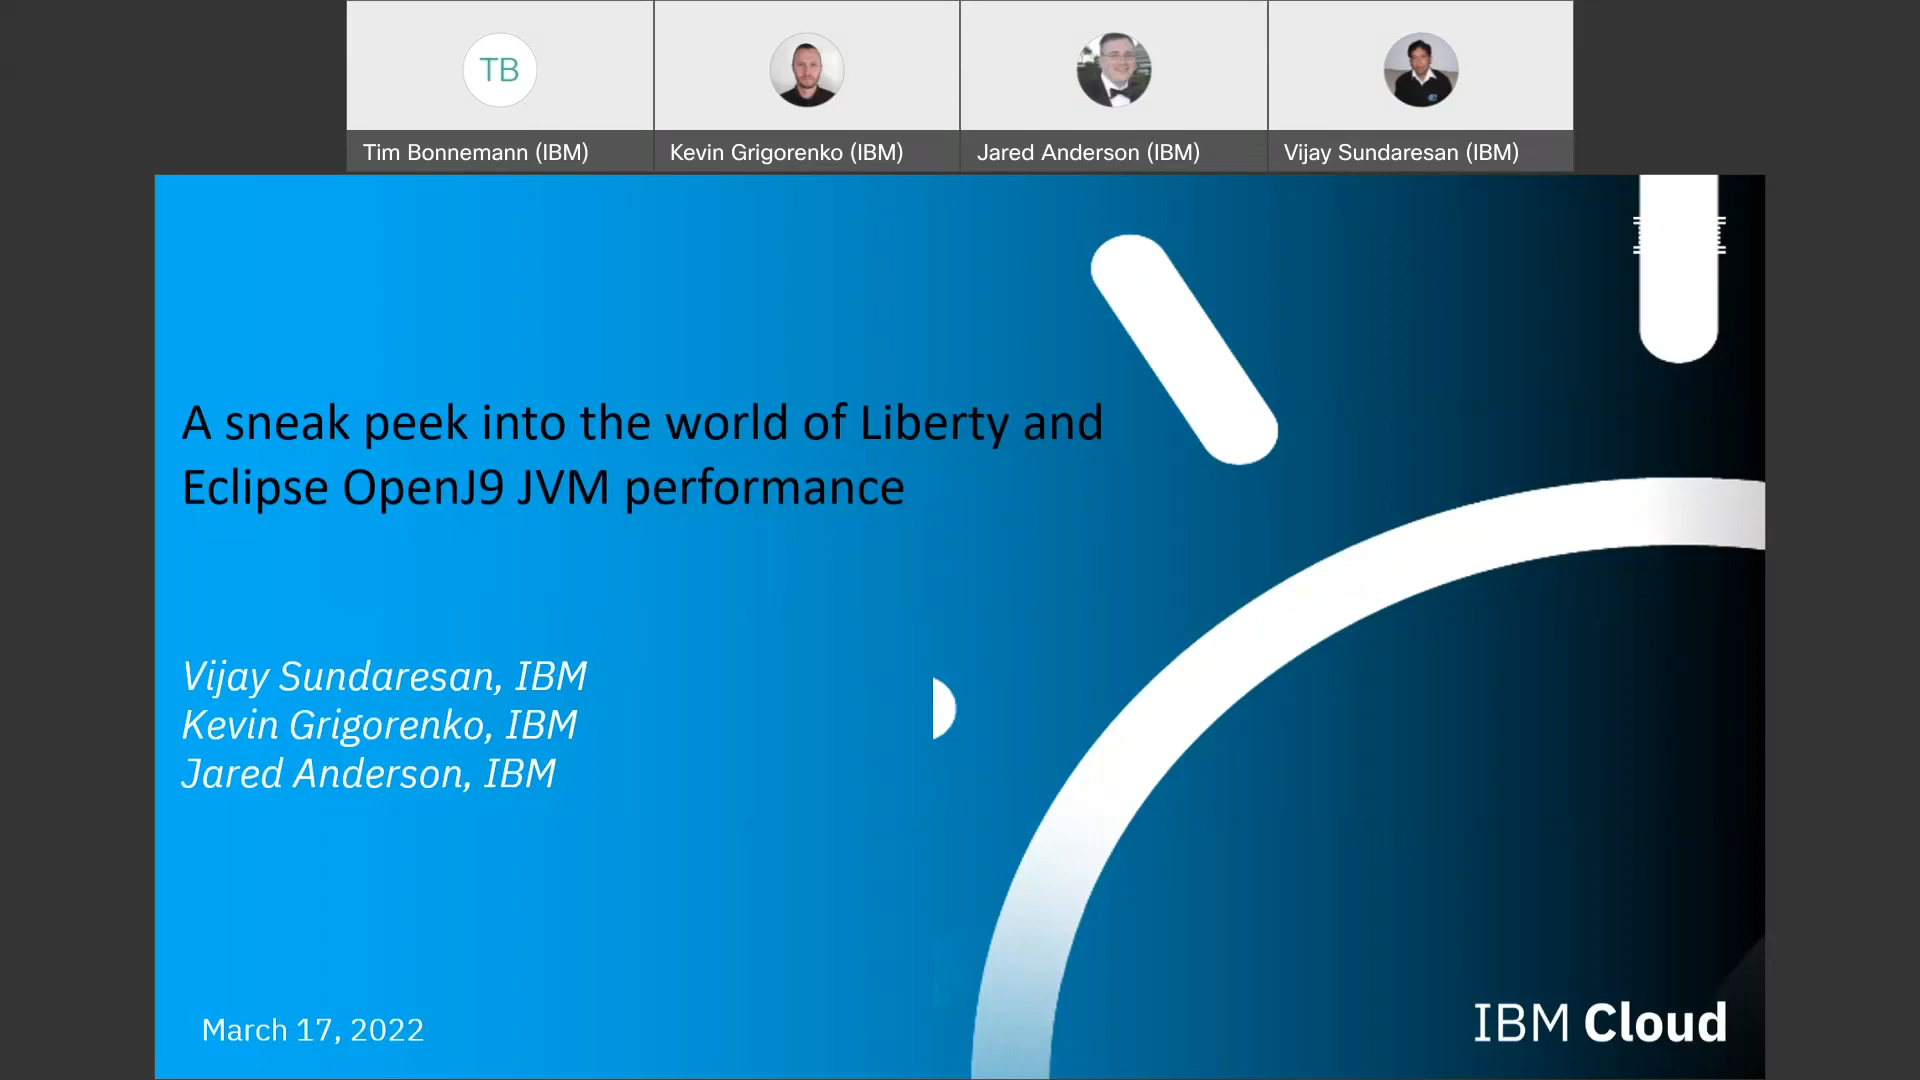 TB
Tim Bonnemann (IBM)
Kevin Grigorenko (IBM)
Jared Anderson (IBM)
Vijay Sundaresan (IBM)
A sneak peek into the world of Liberty and
Eclipse OpenJ9 JVM performance
Vijay Sundaresan, IBM
Kevin Grigorenko, IBM
Jared Anderson, IBM
March 17, 2022
IBM Cloud